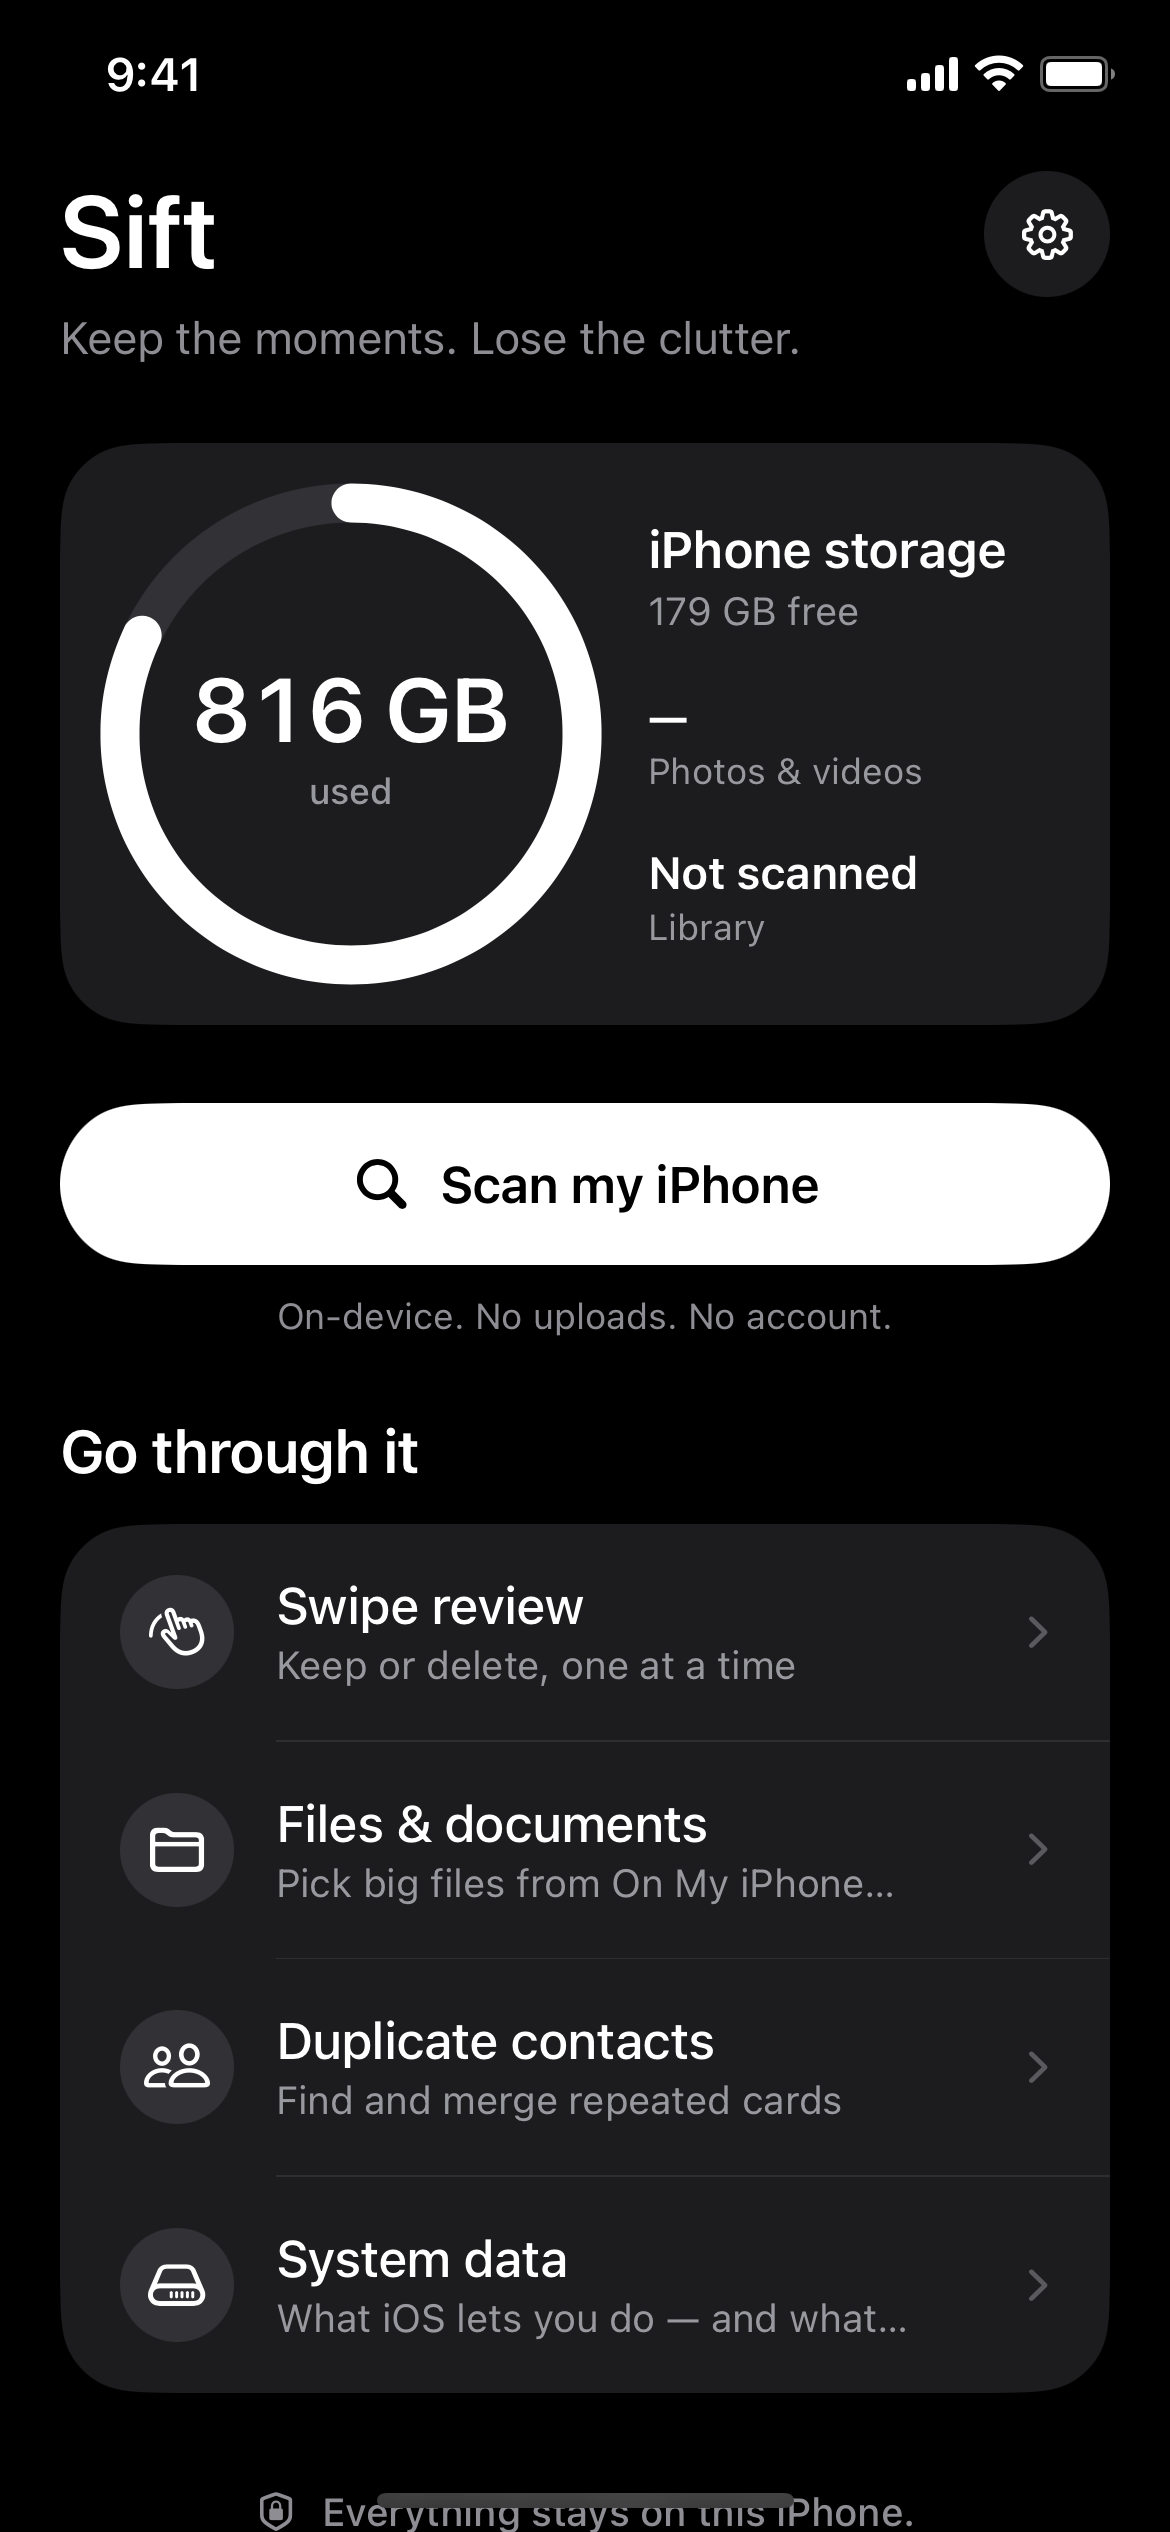 9:41
Sift
Keep the moments. Lose the clutter.
816 GB
used
iPhone storage
179 GB free
—
Photos & videos
Not scanned
Library
Scan my iPhone
On-device. No uploads. No account.
Go through it
Swipe review
Keep or delete, one at a time
Files & documents
Pick big files from On My iPhone...
Duplicate contacts
Find and merge repeated cards
System data
What iOS lets you do — and what...
Everything stays on this iPhone.